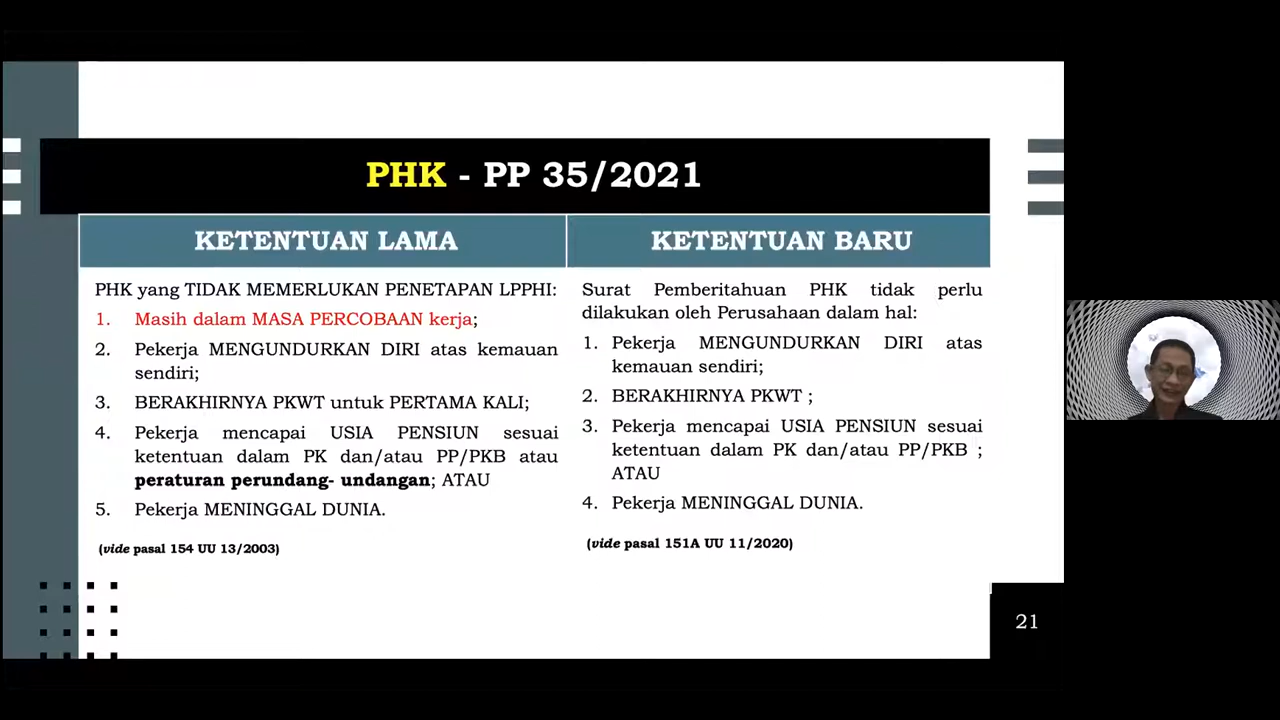 PHK - PP 35/2021
KETENTUAN LAMA
PHK yang TIDAK MEMERLUKAN PENETAPAN LPPHI:
1. Masih dalam MASA PERCOBAAN kerja;
2. Pekerja MENGUNDURKAN DIRI atas kemauan
sendiri;
3. BERAKHIRNYA PKWT untuk PERTAMA KALI;
4. Pekerja mencapai USIA PENSIUN sesuai
ketentuan dalam PK dan/atau PP/PKB atau
peraturan perundang- undangan; ATAU
5. Pekerja MENINGGAL DUNIA.
(vide pasal 154 UU 13/2003)
KETENTUAN BARU
Surat Pemberitahuan PHK tidak perlu
dilakukan oleh Perusahaan dalam hal:
1. Pekerja MENGUNDURKAN DIRI atas
kemauan sendiri;
2. BERAKHIRNYA PKWT ;
3. Pekerja mencapai USIA PENSIUN sesuai
ketentuan dalam PK dan/atau PP/PKB ;
ATAU
4. Pekerja MENINGGAL DUNIA.
(vide pasal 151A UU 11/2020)
21